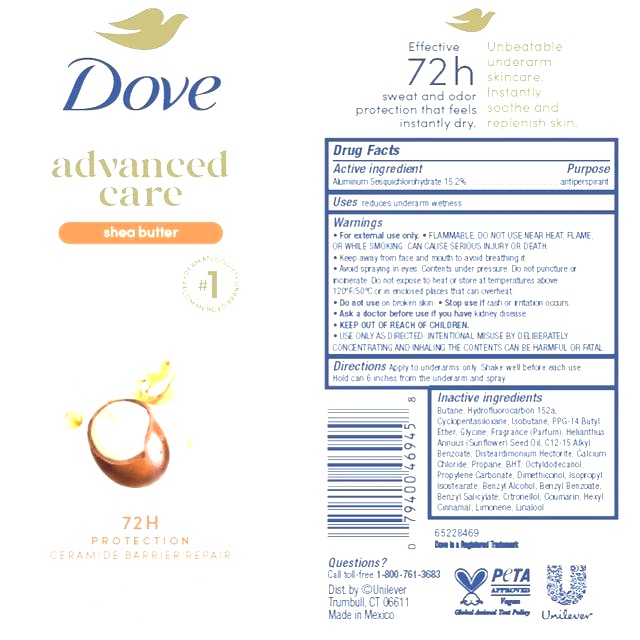 Dove
advanced
care
shea butter
#1
72H
PROTECTION
CERAMIDE BARRIER REPAIR
Effective
72h
sweat and odor
protection that feels
instantly dry.
Unbeatable
underarm
skincare.
Instantly
soothe and
replenish skin.
Drug Facts
Active ingredient Purpose
Aluminum Sesquichlorohydrate 15.2% antiperspirant
Uses reduces underarm wetness
Warnings
• For external use only. • FLAMMABLE. DO NOT USE NEAR HEAT, FLAME,
OR WHILE SMOKING. CAN CAUSE SERIOUS INJURY OR DEATH.
• Keep away from face and mouth to avoid breathing it.
• Avoid spraying in eyes. Contents under pressure. Do not puncture or
incinerate. Do not expose to heat or store at temperatures above
120°F/50°C or in enclosed places that can overheat.
• Do not use on broken skin. • Stop use if rash or irritation occurs.
• Ask a doctor before use if you have kidney disease.
• KEEP OUT OF REACH OF CHILDREN.
• USE ONLY AS DIRECTED. INTENTIONAL MISUSE BY DELIBERATELY
CONCENTRATING AND INHALING THE CONTENTS CAN BE HARMFUL OR FATAL.
Directions Apply to underarms only. Shake well before each use.
Hold can 6 inches from the underarm and spray.
Inactive ingredients
Butane, Hydrofluorocarbon 152a,
Cyclopentasiloxane, Isobutane, PPG-14 Butyl
Ether, Glycine, Fragrance (Parfum), Helianthus
Annuus (Sunflower) Seed Oil, C12-15 Alkyl
Benzoate, Disteardimonium Hectorite, Calcium
Chloride, Propane, BHT, Octyldodecanol,
Propylene Carbonate, Dimethiconol, Isopropyl
Isostearate, Benzyl Alcohol, Benzyl Benzoate,
Benzyl Salicylate, Citronellol, Coumarin, Hexyl
Cinnamal, Limonene, Linalool
0 79400 46945 8
65228469
Dove is a Registered Trademark
Questions?
Call toll-free 1-800-761-3683
Dist. by ©Unilever
Trumbull, CT 06611
Made in Mexico
PETA
APPROVED
Vegan
Global Animal Test Policy
Unilever